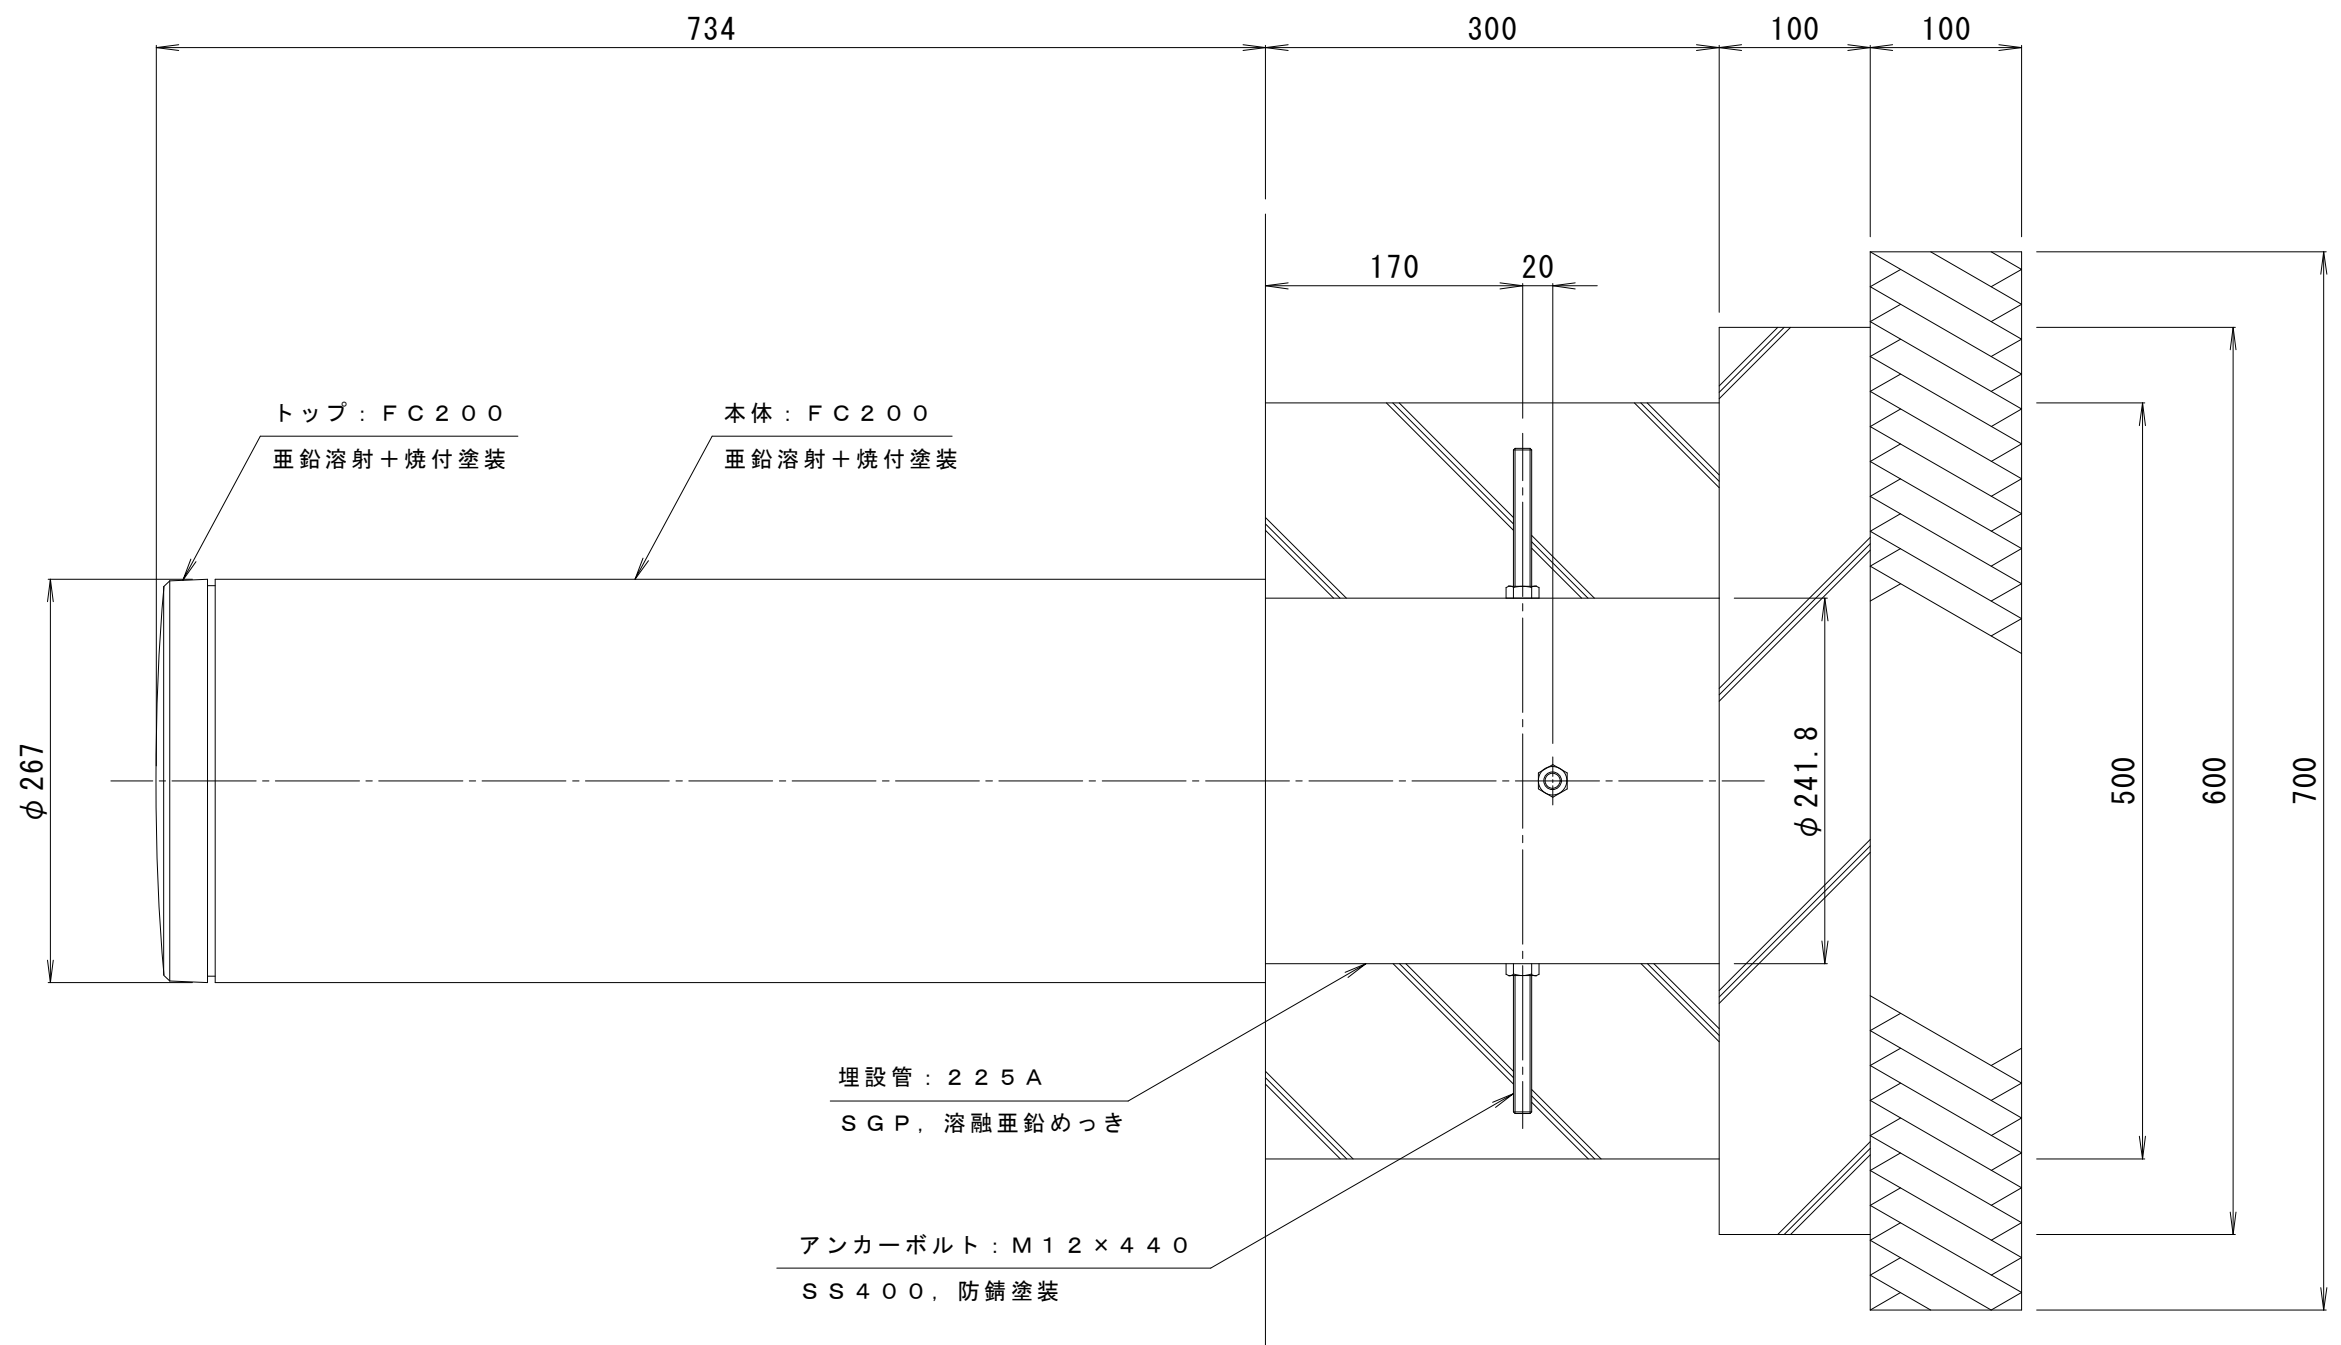 734
300
100
100
170
20
トップ：ＦＣ２００
亜鉛溶射＋焼付塗装
本体：ＦＣ２００
亜鉛溶射＋焼付塗装
φ267
φ241.8
500
600
700
埋設管：２２５Ａ
ＳＧＰ，溶融亜鉛めっき
アンカーボルト：Ｍ１２×４４０
ＳＳ４００，防錆塗装